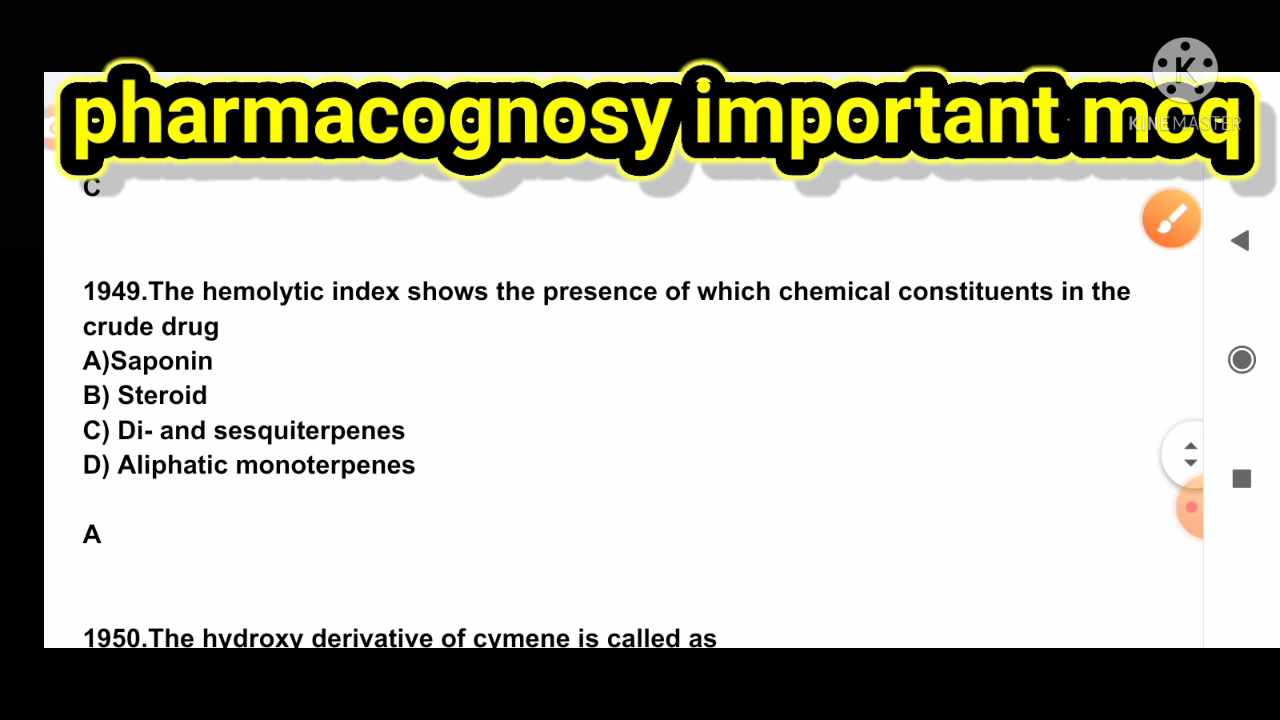 pharmacognosy important mcq
KINEMASTER
C
1949.The hemolytic index shows the presence of which chemical constituents in the
crude drug
A)Saponin
B) Steroid
C) Di- and sesquiterpenes
D) Aliphatic monoterpenes
A
1950.The hydroxy derivative of cymene is called as